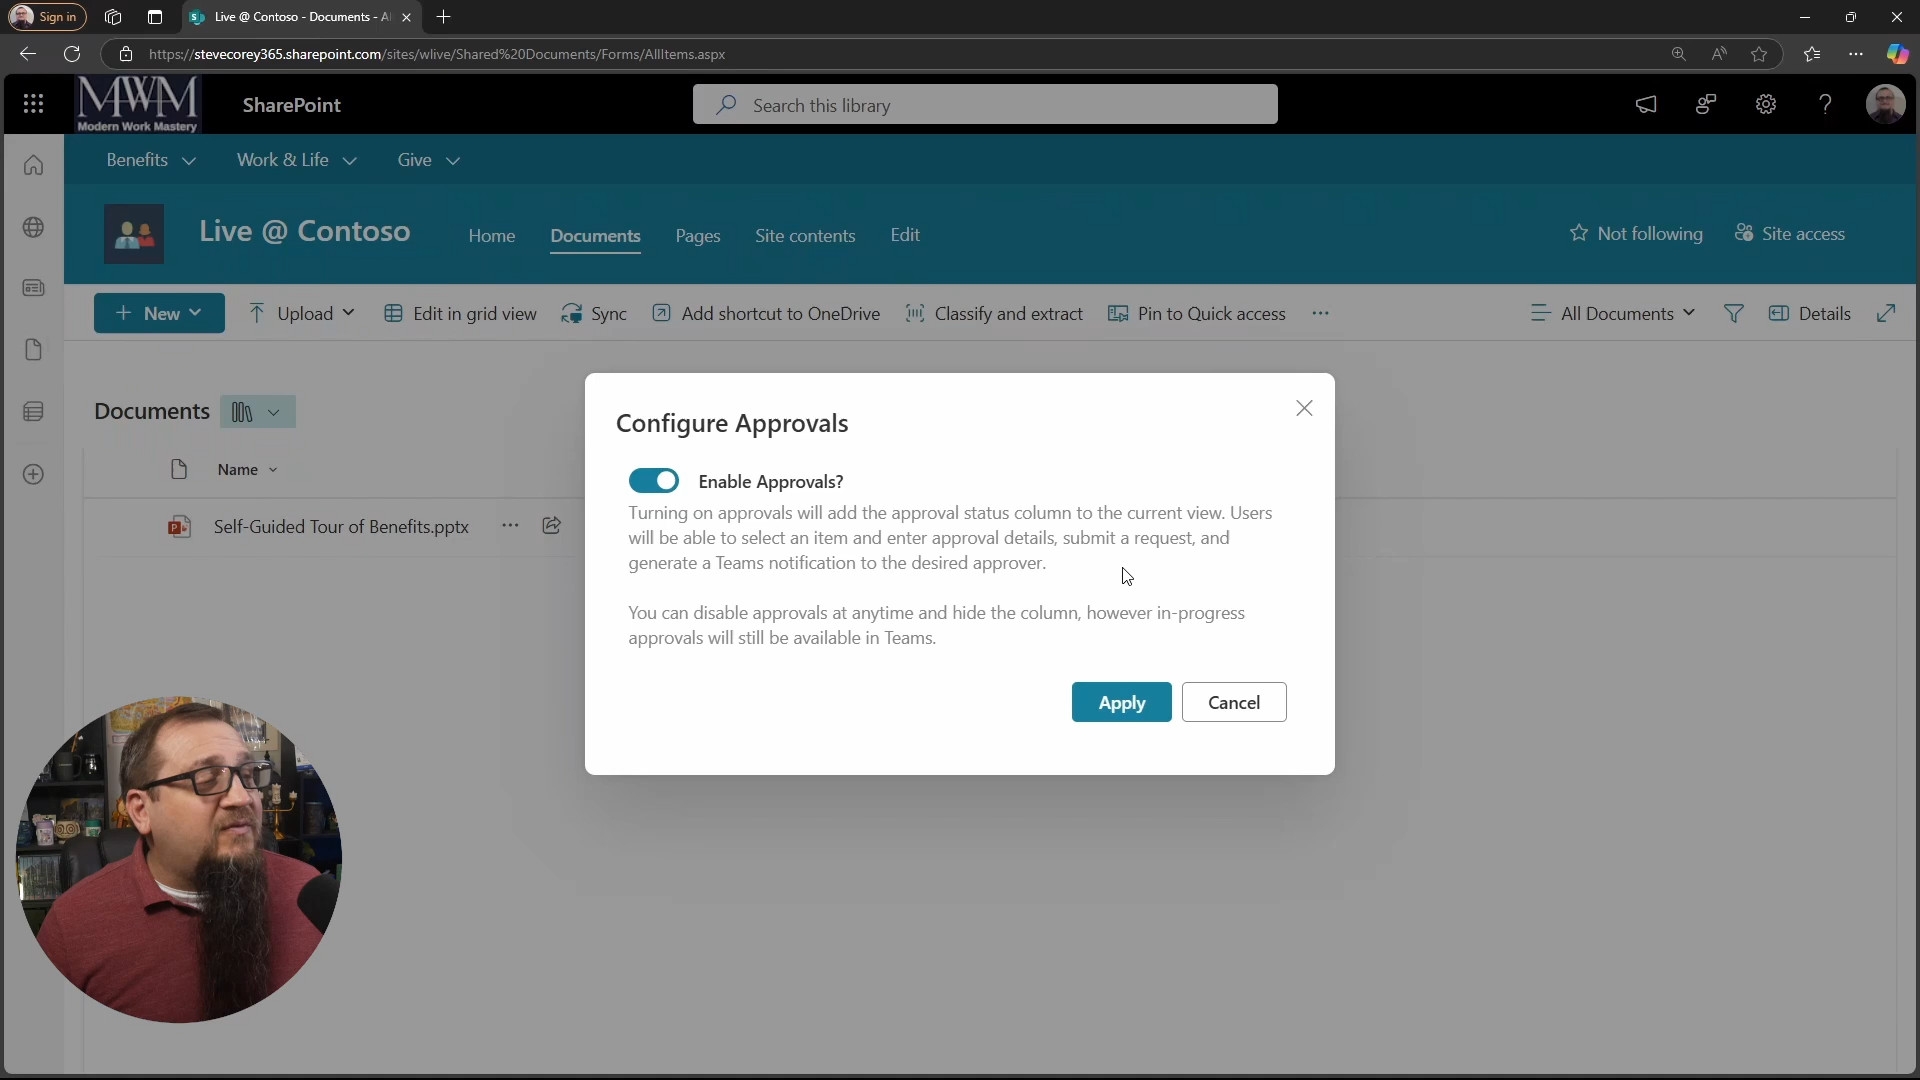 Sign in
Live @ Contoso - Documents - A
https://stevecorey365.sharepoint.com/sites/wlive/Shared%20Documents/Forms/AllItems.aspx
MWM
Modern Work Mastery
SharePoint
Search this library
Benefits
Work & Life
Give
Live @ Contoso
Home
Documents
Pages
Site contents
Edit
Not following
Site access
New
Upload
Edit in grid view
Sync
Add shortcut to OneDrive
Classify and extract
Pin to Quick access
All Documents
Details
Documents
Name
Self-Guided Tour of Benefits.pptx
Configure Approvals
Enable Approvals?
Turning on approvals will add the approval status column to the current view. Users
will be able to select an item and enter approval details, submit a request, and
generate a Teams notification to the desired approver.
You can disable approvals at anytime and hide the column, however in-progress
approvals will still be available in Teams.
Apply
Cancel